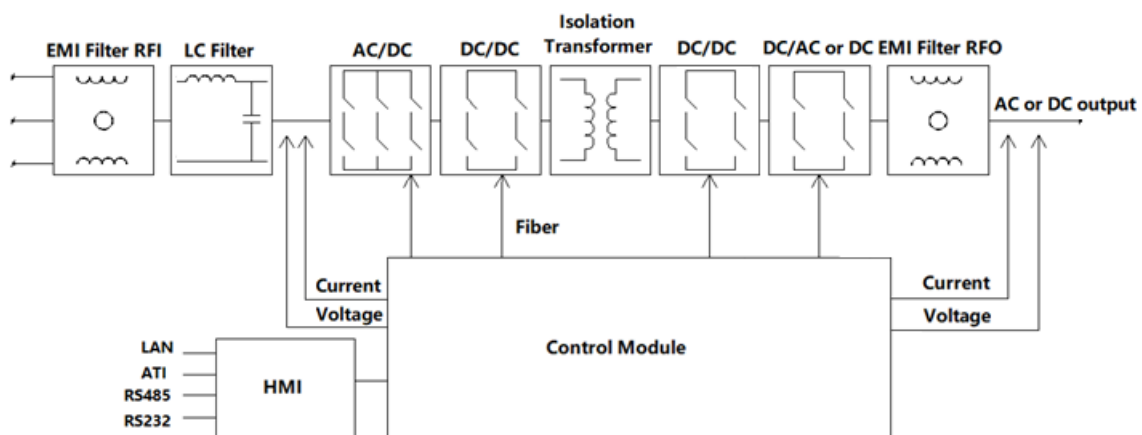 Isolation
EMI Filter RFI LC Filter AC/DC DC/DC Transformer DC/DC DC/AC or DC EMI Filter RFO
AC or DC output
Fiber
Current Current
Voltage Voltage
Control Module
LAN
ATI
HMI
RS485
RS232